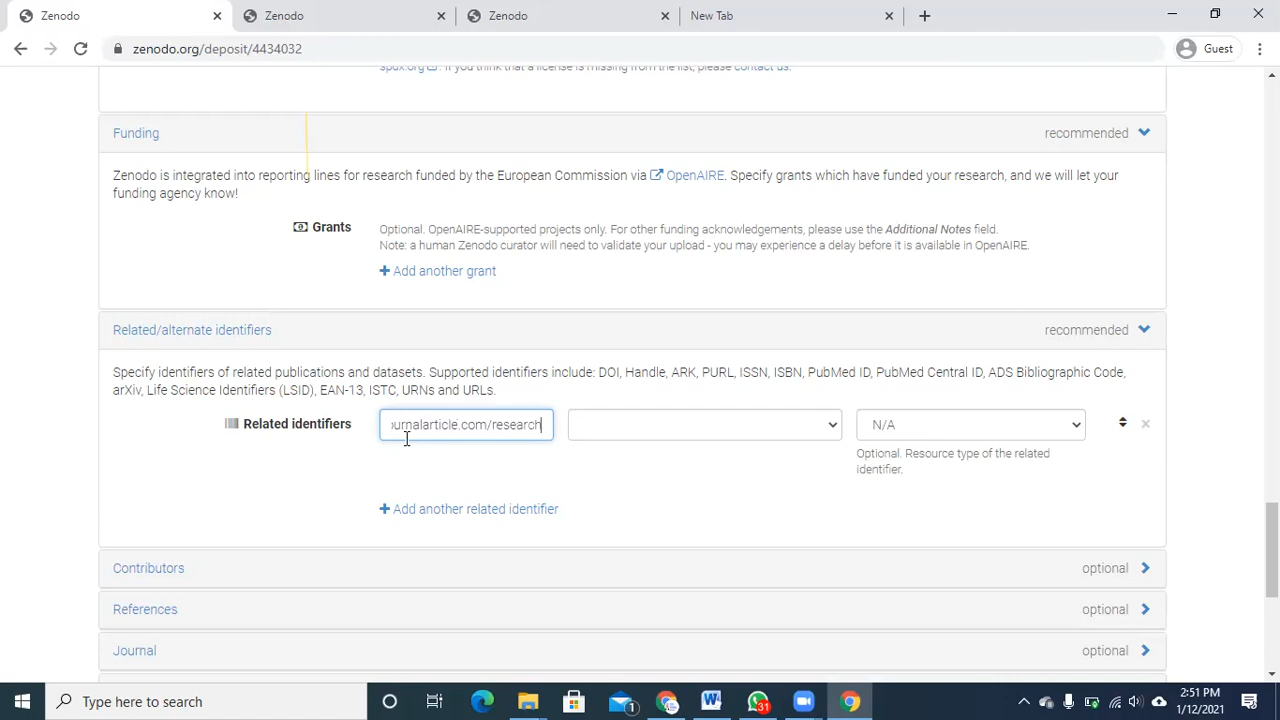 Zenodo
Zenodo
Zenodo
New Tab
zenodo.org/deposit/4434032
Guest
spdx.org. If you think that a license is missing from the list, please contact us.
Funding
recommended
Zenodo is integrated into reporting lines for research funded by the European Commission via OpenAIRE. Specify grants which have funded your research, and we will let your
funding agency know!
Grants
Optional. OpenAIRE-supported projects only. For other funding acknowledgements, please use the Additional Notes field.
Note: a human Zenodo curator will need to validate your upload - you may experience a delay before it is available in OpenAIRE.
Add another grant
Related/alternate identifiers
recommended
Specify identifiers of related publications and datasets. Supported identifiers include: DOI, Handle, ARK, PURL, ISSN, ISBN, PubMed ID, PubMed Central ID, ADS Bibliographic Code,
arXiv, Life Science Identifiers (LSID), EAN-13, ISTC, URNs and URLs.
Related identifiers
ournalarticle.com/research
N/A
Optional. Resource type of the related
identifier.
Add another related identifier
Contributors
optional
References
optional
Journal
optional
Type here to search
1
31
2:51 PM
1/12/2021